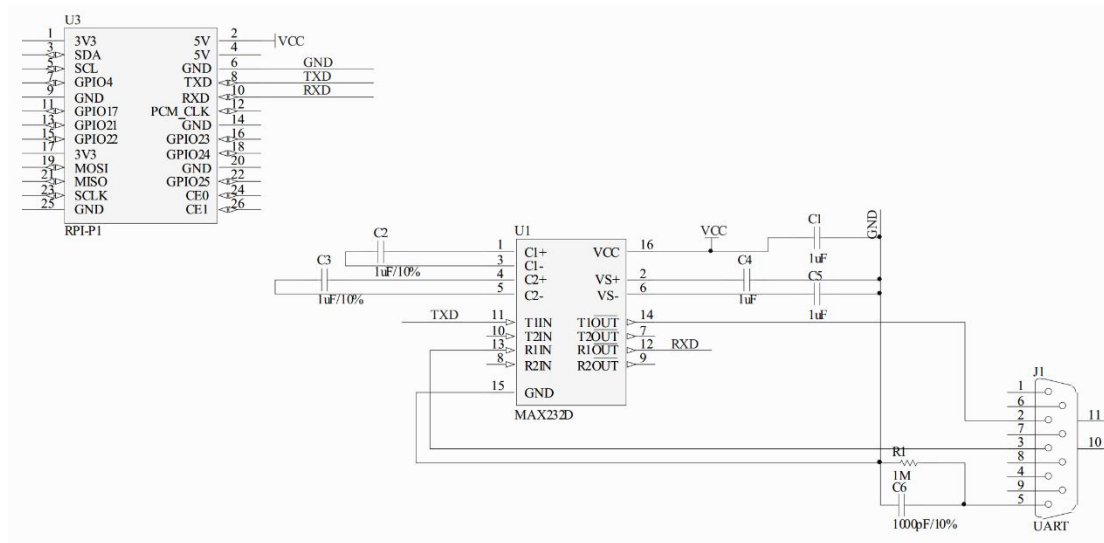 U3
1 3V3 5V 2 VCC
3 SDA 5V 4
5 SCL GND 6 GND
7 GPIO4 TXD 8 TXD
9 GND RXD 10 RXD
11 GPIO17 PCM_CLK 12
13 GPIO21 GND 14
15 GPIO22 GPIO23 16
17 3V3 GPIO24 18
19 MOSI GND 20
21 MISO GPIO25 22
23 SCLK CE0 24
25 GND CE1 26
RPI-P1
C2
1uF/10%
C3
1uF/10%
U1
1 C1+ VCC 16
3 C1-
4 C2+ VS+ 2
5 C2- VS- 6
TXD 11 T1IN T1OUT 14
10 T2IN T2OUT 7
13 R1IN R1OUT 12 RXD
8 R2IN R2OUT 9
15 GND
MAX232D
VCC
C1
1uF
GND
C4
1uF
C5
1uF
R1
1M
C6
1000pF/10%
J1
1
6
2
7
3
8
4
9
5
11
10
UART